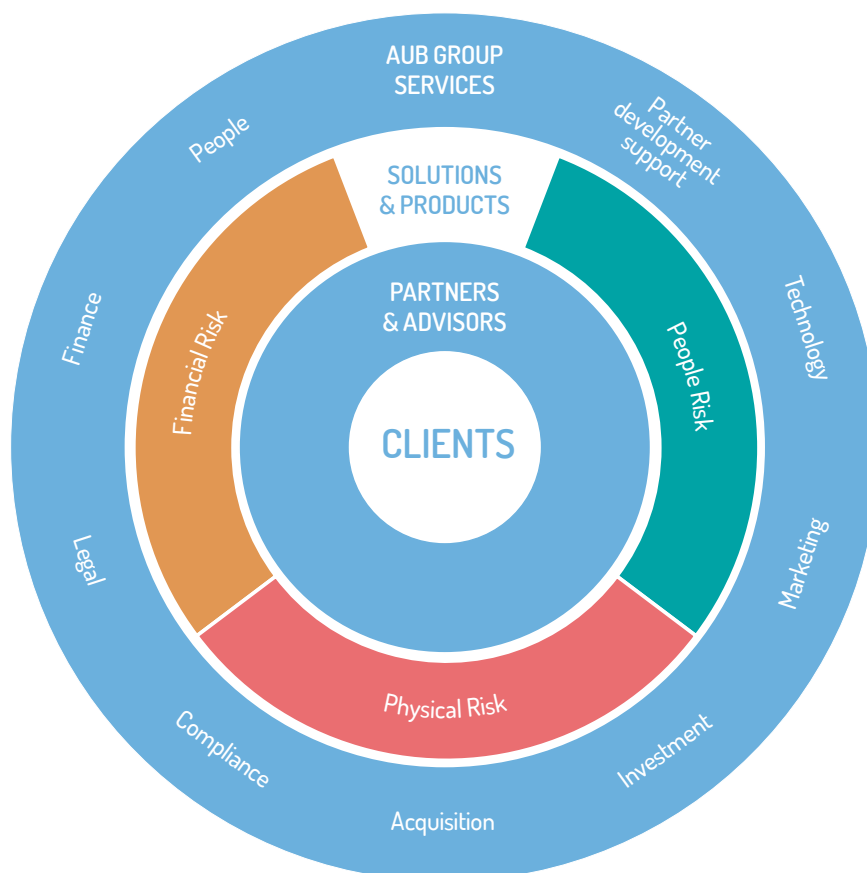 AUB GROUP
SERVICES
Partner
development
support
Technology
Marketing
Investment
Acquisition
Compliance
Legal
Finance
People
SOLUTIONS
& PRODUCTS
People Risk
Physical Risk
Financial Risk
PARTNERS
& ADVISORS
CLIENTS